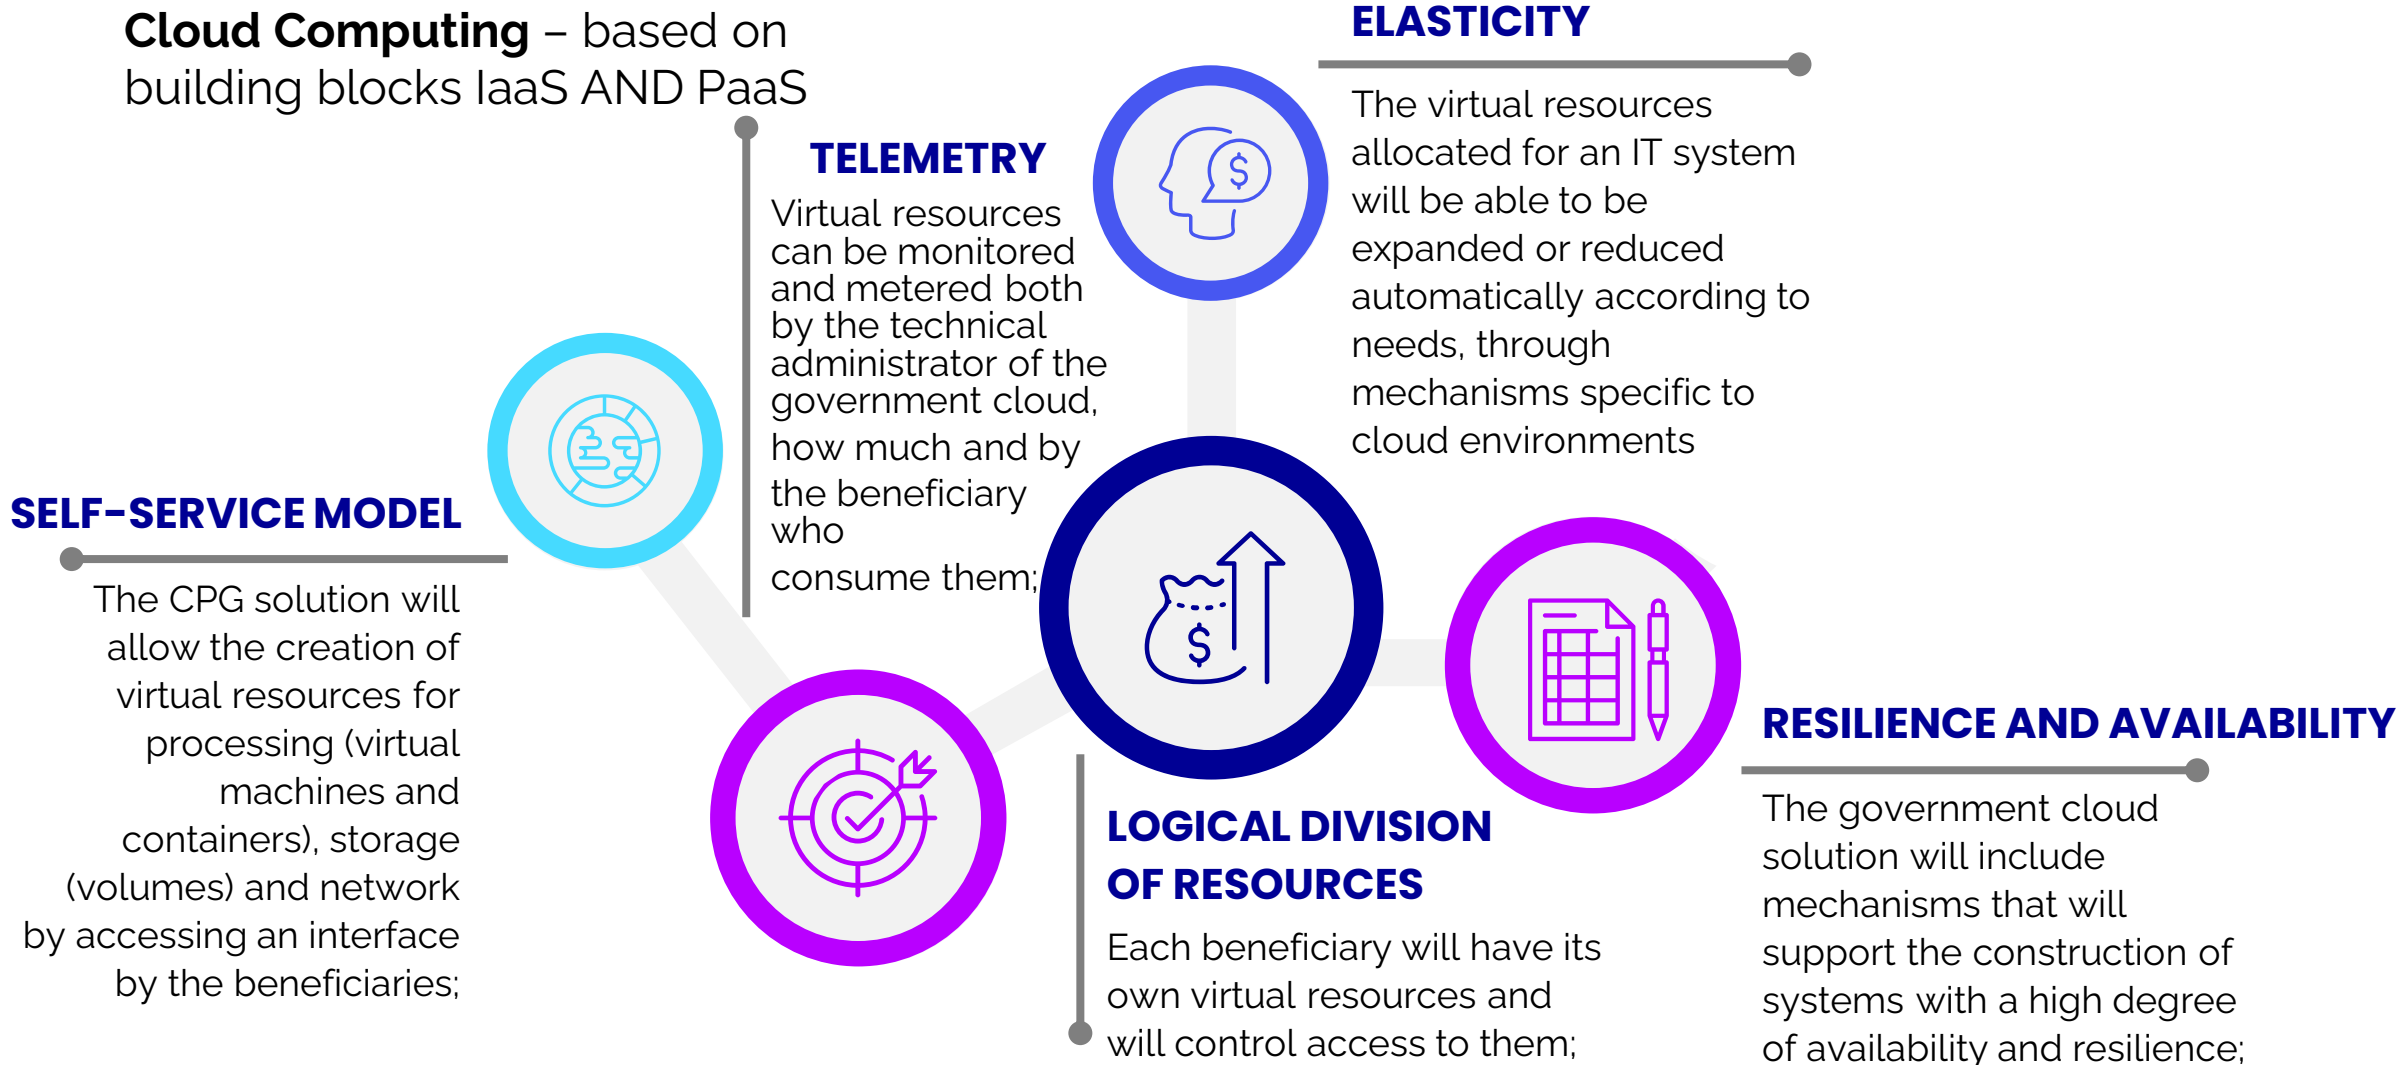 Cloud Computing – based on
building blocks IaaS AND PaaS
TELEMETRY
Virtual resources
can be monitored
and metered both
by the technical
administrator of the
government cloud,
how much and by
the beneficiary
who
consume them;
ELASTICITY
The virtual resources
allocated for an IT system
will be able to be
expanded or reduced
automatically according to
needs, through
mechanisms specific to
cloud environments
SELF-SERVICE MODEL
The CPG solution will
allow the creation of
virtual resources for
processing (virtual
machines and
containers), storage
(volumes) and network
by accessing an interface
by the beneficiaries;
LOGICAL DIVISION
OF RESOURCES
Each beneficiary will have its
own virtual resources and
will control access to them;
RESILIENCE AND AVAILABILITY
The government cloud
solution will include
mechanisms that will
support the construction of
systems with a high degree
of availability and resilience;
$
$